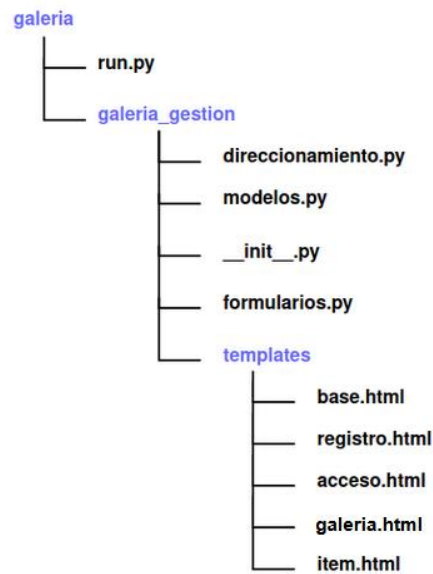 galeria
run.py
galeria_gestion
direccionamiento.py
modelos.py
__init__.py
formularios.py
templates
base.html
registro.html
acceso.html
galeria.html
item.html